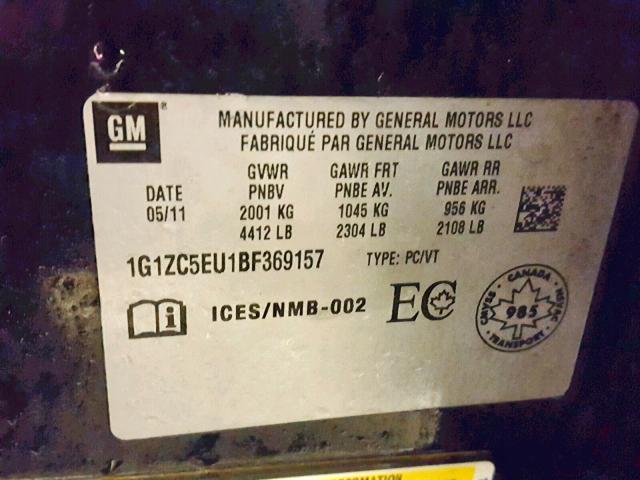 GM
MANUFACTURED BY GENERAL MOTORS LLC
FABRIQUÉ PAR GENERAL MOTORS LLC
GVWR GAWR FRT GAWR RR
DATE PNBV PNBE AV. PNBE ARR.
05/11 2001 KG 1045 KG 956 KG
4412 LB 2304 LB 2108 LB
1G1ZC5EU1BF369157 TYPE: PC/VT
i ICES/NMB-002 EC
CANADA
985
TRANSPORT